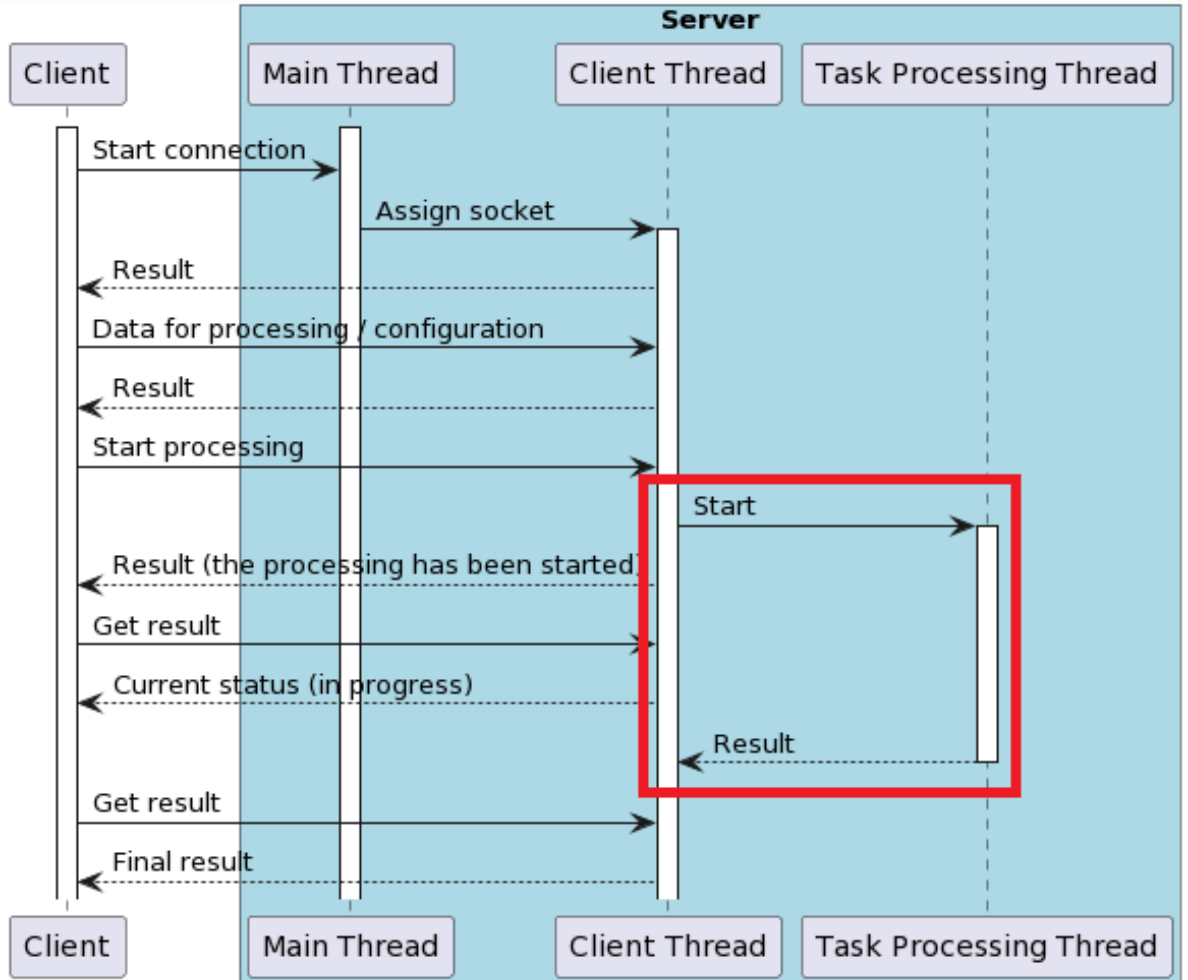 Server
Client
Main Thread
Client Thread
Task Processing Thread
Start connection
Assign socket
Result
Data for processing / configuration
Result
Start processing
Start
Result (the processing has been started)
Get result
Current status (in progress)
Result
Get result
Final result
Client
Main Thread
Client Thread
Task Processing Thread